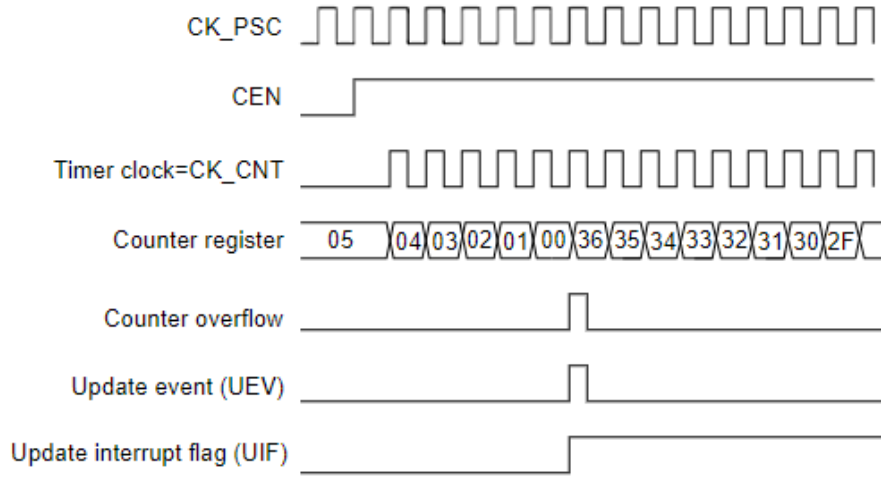 CK_PSC
CEN
Timer clock=CK_CNT
Counter register 05 04 03 02 01 00 36 35 34 33 32 31 30 2F
Counter overflow
Update event (UEV)
Update interrupt flag (UIF)